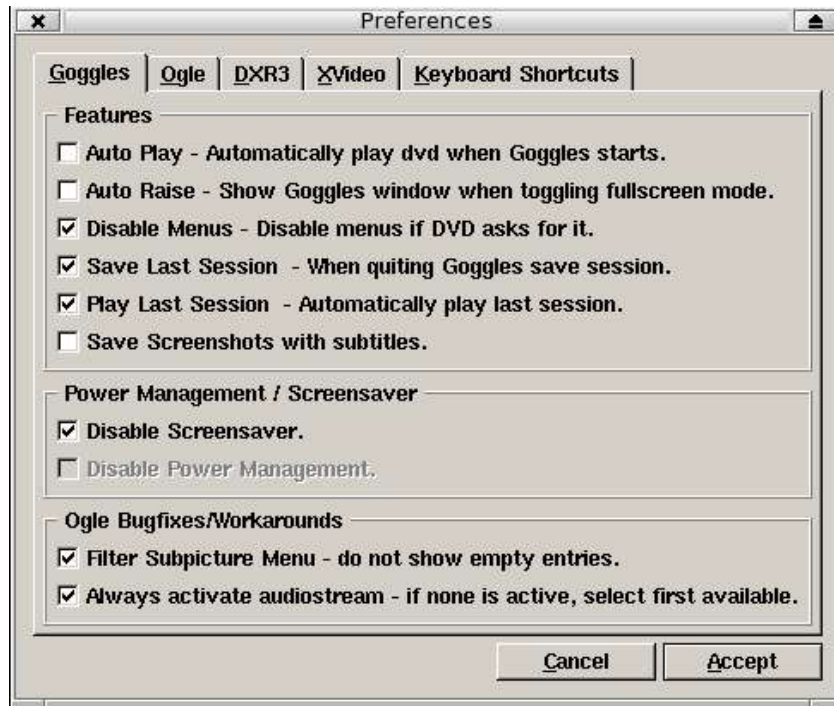 Preferences
Goggles
Ogle
DXR3
XVideo
Keyboard Shortcuts
Features
Auto Play - Automatically play dvd when Goggles starts.
Auto Raise - Show Goggles window when toggling fullscreen mode.
Disable Menus - Disable menus if DVD asks for it.
Save Last Session - When quiting Goggles save session.
Play Last Session - Automatically play last session.
Save Screenshots with subtitles.
Power Management / Screensaver
Disable Screensaver.
Disable Power Management.
Ogle Bugfixes/Workarounds
Filter Subpicture Menu - do not show empty entries.
Always activate audiostream - if none is active, select first available.
Cancel
Accept